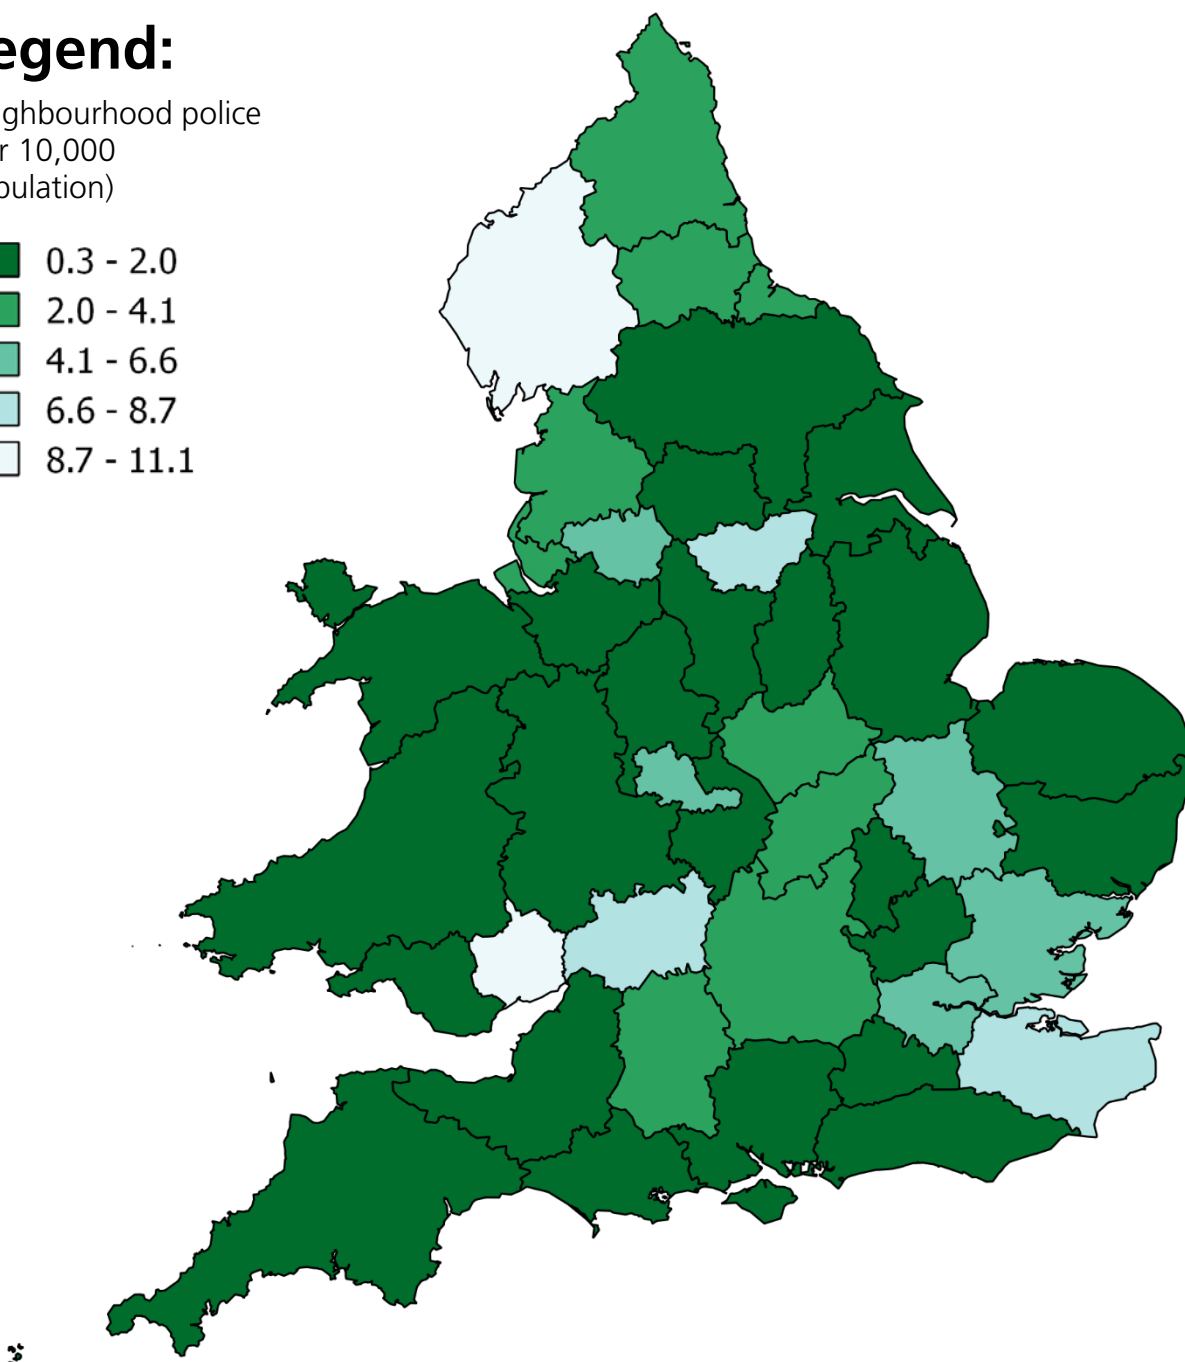 egend:
ghbourhood police
r 10,000
pulation)
0.3 - 2.0
2.0 - 4.1
4.1 - 6.6
6.6 - 8.7
8.7 - 11.1